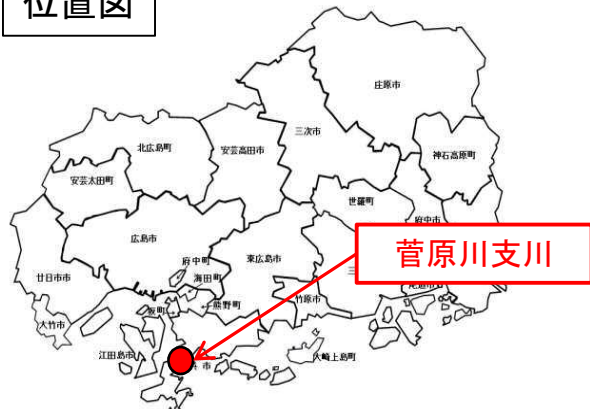 位置図
庄原市
三次市
北広島町
安芸高田市
神石高原町
安芸太田町
世羅町
府中市
広島市
菅原川支川
東広島市
府中町
三
海田町
廿日市市
尾道市
竹原市
熊野町
坂町
大竹市
江田島市
大崎上島町
市